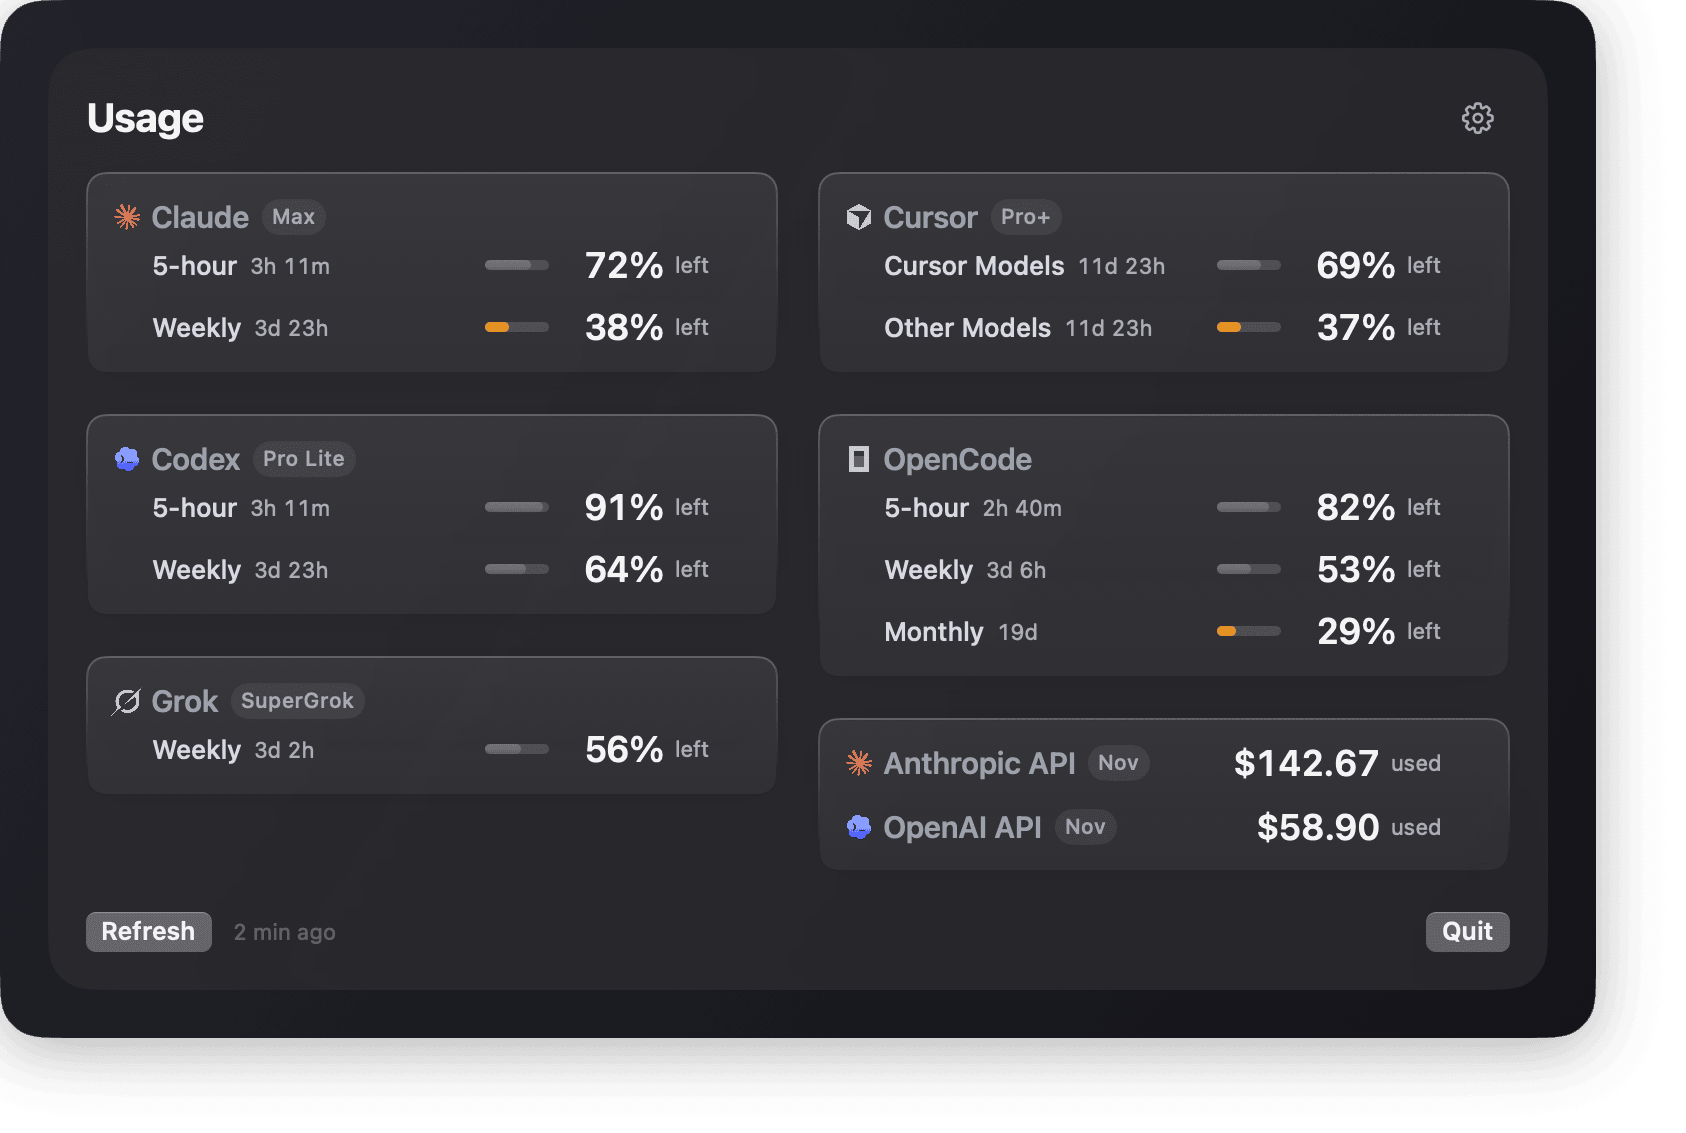 Usage
Claude Max
5-hour 3h 11m 72% left
Weekly 3d 23h 38% left
Codex Pro Lite
5-hour 3h 11m 91% left
Weekly 3d 23h 64% left
Grok SuperGrok
Weekly 3d 2h 56% left
Cursor Pro+
Cursor Models 11d 23h 69% left
Other Models 11d 23h 37% left
OpenCode
5-hour 2h 40m 82% left
Weekly 3d 6h 53% left
Monthly 19d 29% left
Anthropic API Nov $142.67 used
OpenAI API Nov $58.90 used
Refresh 2 min ago
Quit